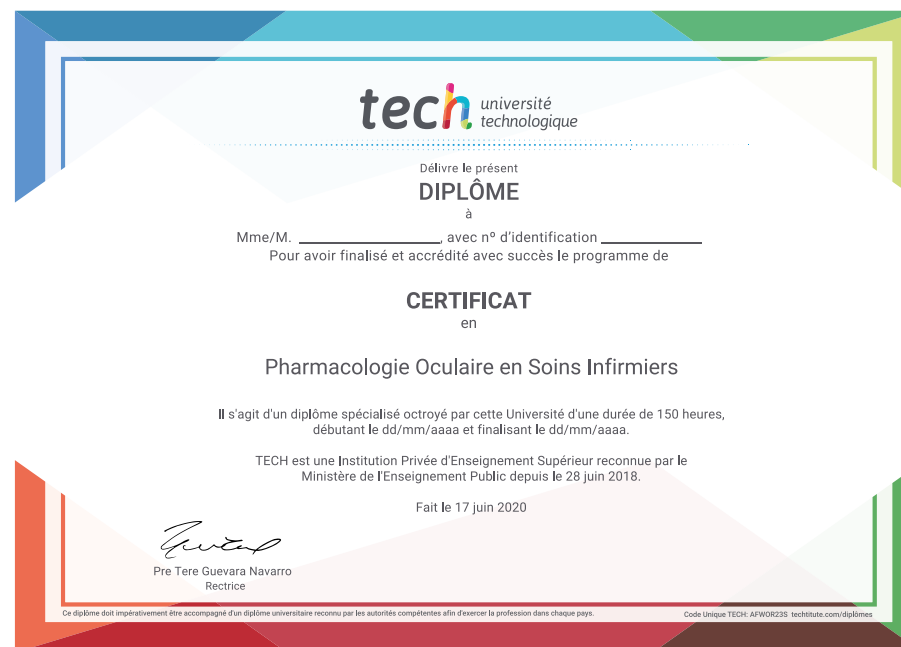 tech université
technologique
Délivre le présent
DIPLÔME
à
Mme/M. ____________________, avec nº d'identification ______________
Pour avoir finalisé et accrédité avec succès le programme de
CERTIFICAT
en
Pharmacologie Oculaire en Soins Infirmiers
Il s'agit d'un diplôme spécialisé octroyé par cette Université d'une durée de 150 heures,
débutant le dd/mm/aaaa et finalisant le dd/mm/aaaa.
TECH est une Institution Privée d'Enseignement Supérieur reconnue par le
Ministère de l'Enseignement Public depuis le 28 juin 2018.
Fait le 17 juin 2020
Pre Tere Guevara Navarro
Rectrice
Ce diplôme doit impérativement être accompagné d'un diplôme universitaire reconnu par les autorités compétentes afin d'exercer la profession dans chaque pays.
Code Unique TECH: AFWOR23S techtitute.com/diplômes